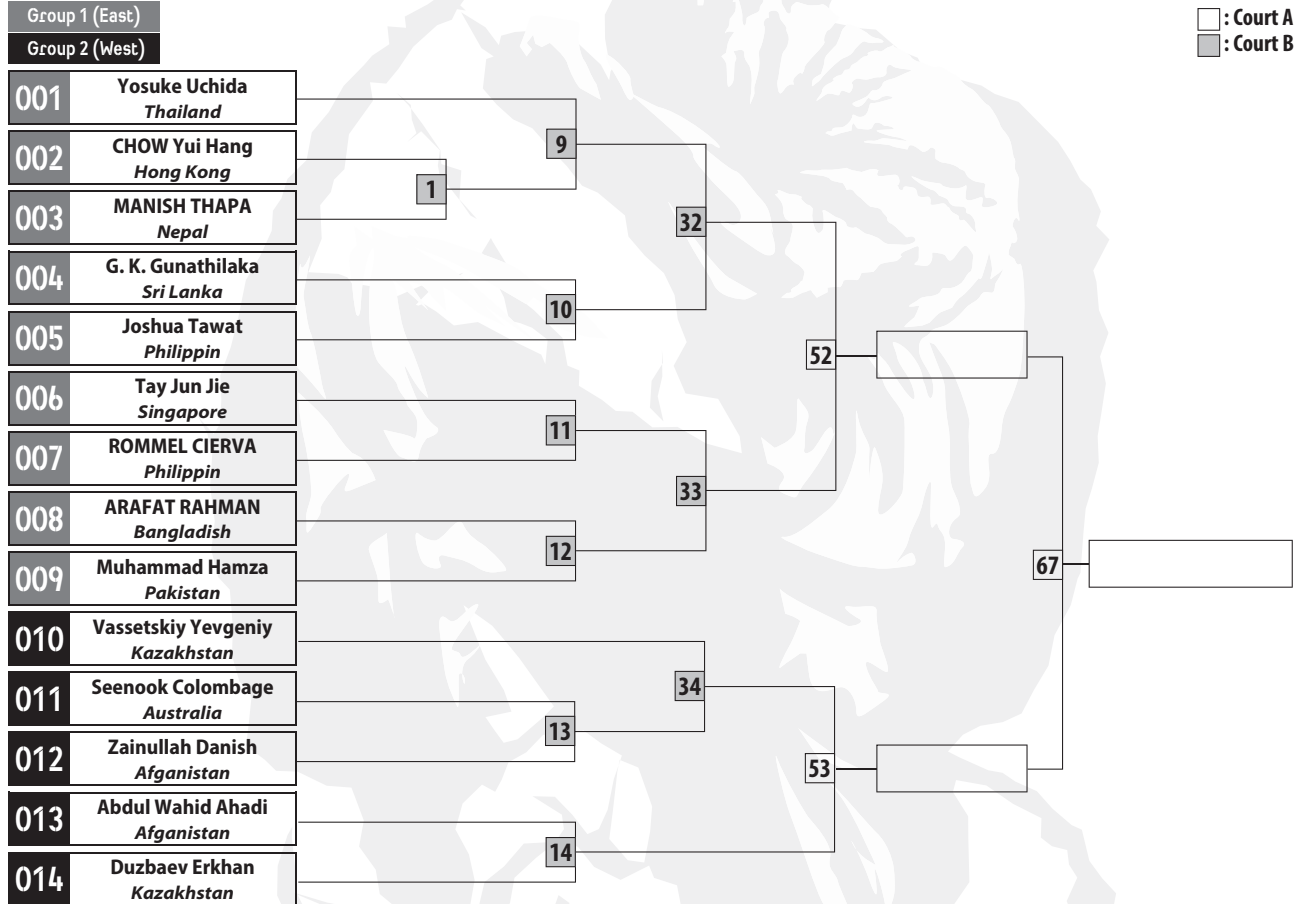 Group 1 (East)
Group 2 (West)
: Court A
: Court B
001
Yosuke Uchida
Thailand
002
CHOW Yui Hang
Hong Kong
003
MANISH THAPA
Nepal
004
G. K. Gunathilaka
Sri Lanka
005
Joshua Tawat
Philippin
006
Tay Jun Jie
Singapore
007
ROMMEL CIERVA
Philippin
008
ARAFAT RAHMAN
Bangladish
009
Muhammad Hamza
Pakistan
010
Vassetskiy Yevgeniy
Kazakhstan
011
Seenook Colombage
Australia
012
Zainullah Danish
Afganistan
013
Abdul Wahid Ahadi
Afganistan
014
Duzbaev Erkhan
Kazakhstan
1
9
10
11
12
13
14
32
33
34
52
53
67